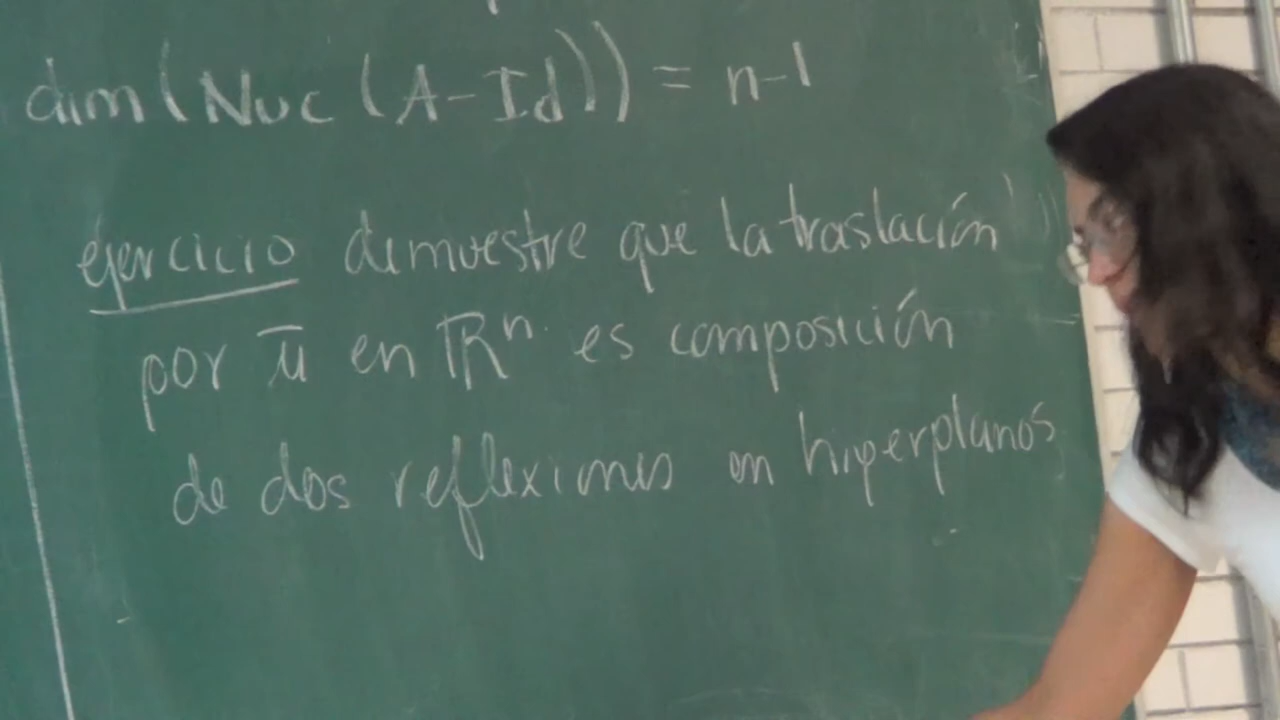 dim(Nuc(A-Id)) = n-1
ejercicio demuestre que la traslación
por ū en ℝⁿ es composición
de dos reflexiones en hiperplanos